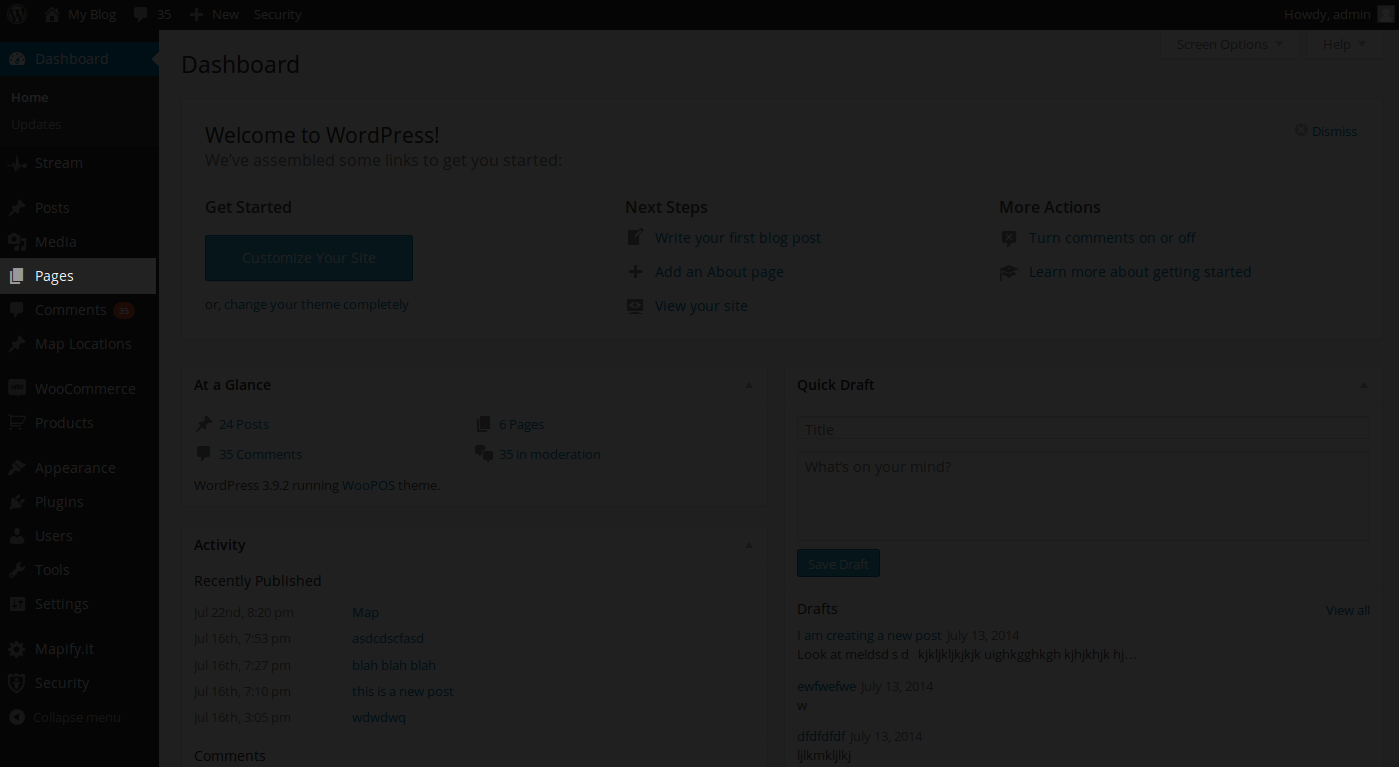 My Blog 35 New Security Howdy, admin
Dashboard
Home
Updates
Stream
Posts
Media
Pages
Comments 35
Map Locations
WooCommerce
Products
Appearance
Plugins
Users
Tools
Settings
Mapify.It
Security
Collapse menu
Screen Options Help
Dashboard
Welcome to WordPress!
We've assembled some links to get you started:
Dismiss
Get Started
Customize Your Site
or, change your theme completely
Next Steps
Write your first blog post
Add an About page
View your site
More Actions
Turn comments on or off
Learn more about getting started
At a Glance
24 Posts 6 Pages
35 Comments 35 in moderation
WordPress 3.9.2 running WooPOS theme.
Activity
Recently Published
Jul 22nd, 8:20 pm Map
Jul 16th, 7:53 pm asdcdscfasd
Jul 16th, 7:27 pm blah blah blah
Jul 16th, 7:10 pm this is a new post
Jul 16th, 3:05 pm wdwdwq
Comments
Quick Draft
Title
What's on your mind?
Save Draft
Drafts View all
I am creating a new post July 13, 2014
Look at me!dsd s d kjkljkljkjkjk uighkgghkgh kjhjkhjk hj…
ewfwefwe July 13, 2014
w
dfdfdfdf July 13, 2014
ljlkmkljlkj